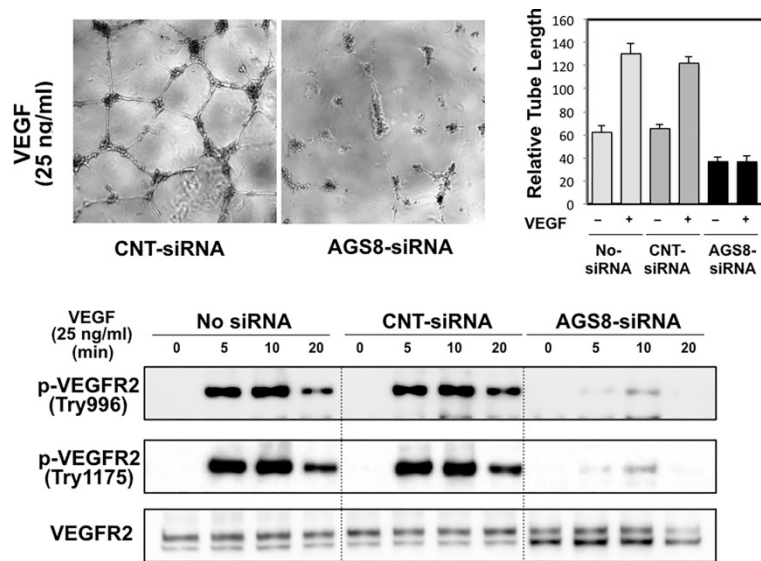 VEGF
(25 ng/ml)
CNT-siRNA
AGS8-siRNA
Relative Tube Length
160
140
120
100
80
60
40
20
0
VEGF – + – + – +
No-
siRNA
CNT-
siRNA
AGS8-
siRNA
VEGF
(25 ng/ml)
(min)
No siRNA
CNT-siRNA
AGS8-siRNA
0 5 10 20 0 5 10 20 0 5 10 20
p-VEGFR2
(Try996)
p-VEGFR2
(Try1175)
VEGFR2